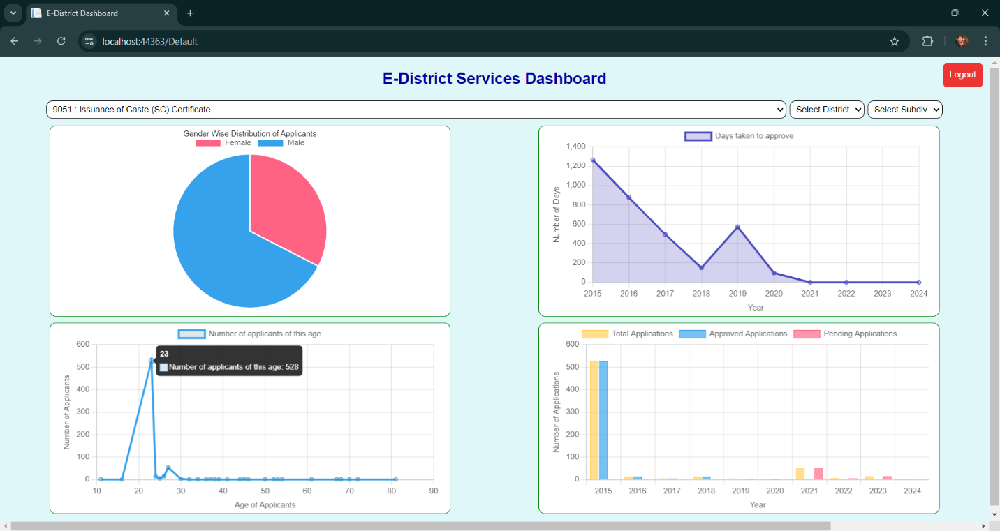 E-District Dashboard
localhost:44363/Default
E-District Services Dashboard
Logout
9051 : Issuance of Caste (SC) Certificate
Select District
Select Subdiv
Gender Wise Distribution of Applicants
Female Male
Days taken to approve
1,400
1,200
1,000
800
600
400
200
0
Number of Days
2015 2016 2017 2018 2019 2020 2021 2022 2023 2024
Year
Number of applicants of this age
600
500
400
300
200
100
0
Number of Applicants
23
Number of applicants of this age: 528
10 20 30 40 50 60 70 80 90
Age of Applicants
Total Applications Approved Applications Pending Applications
600
500
400
300
200
100
0
Number of Applications
2015 2016 2017 2018 2019 2020 2021 2022 2023 2024
Year